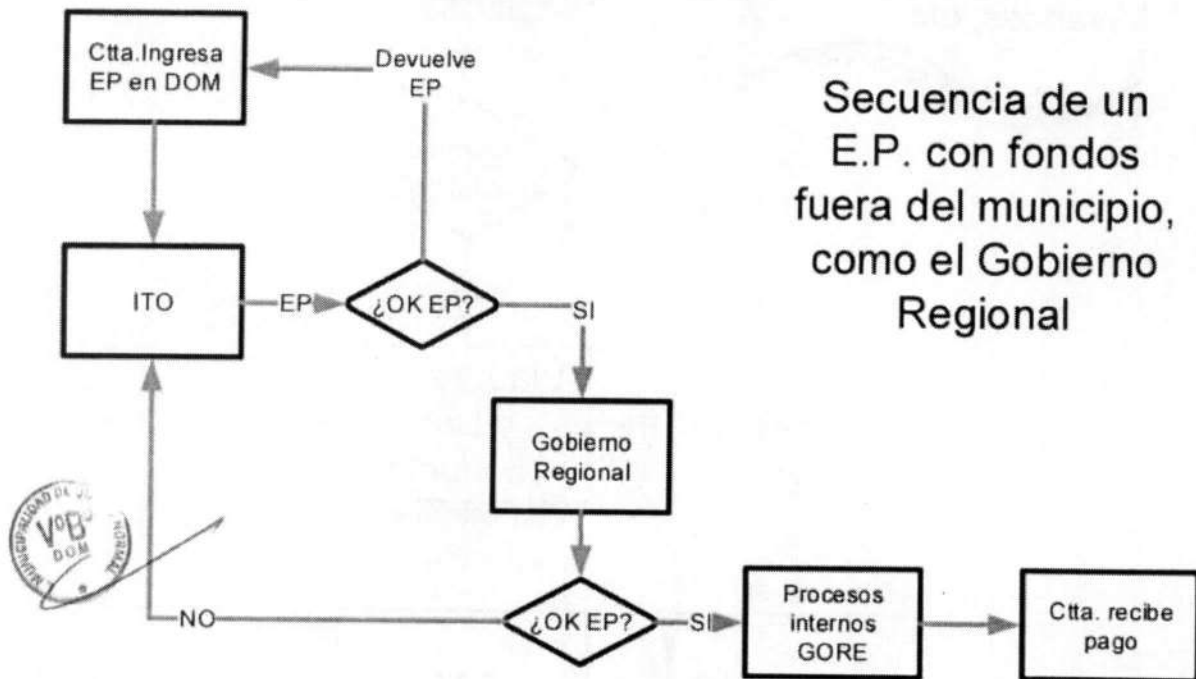 Ctta.Ingresa
EP en DOM
Devuelve
EP
Secuencia de un
E.P. con fondos
fuera del municipio,
como el Gobierno
Regional
ITO
EP
¿OK EP?
SI
Gobierno
Regional
V°B°
DOM
NO
¿OK EP?
SI
Procesos
internos
GORE
Ctta. recibe
pago